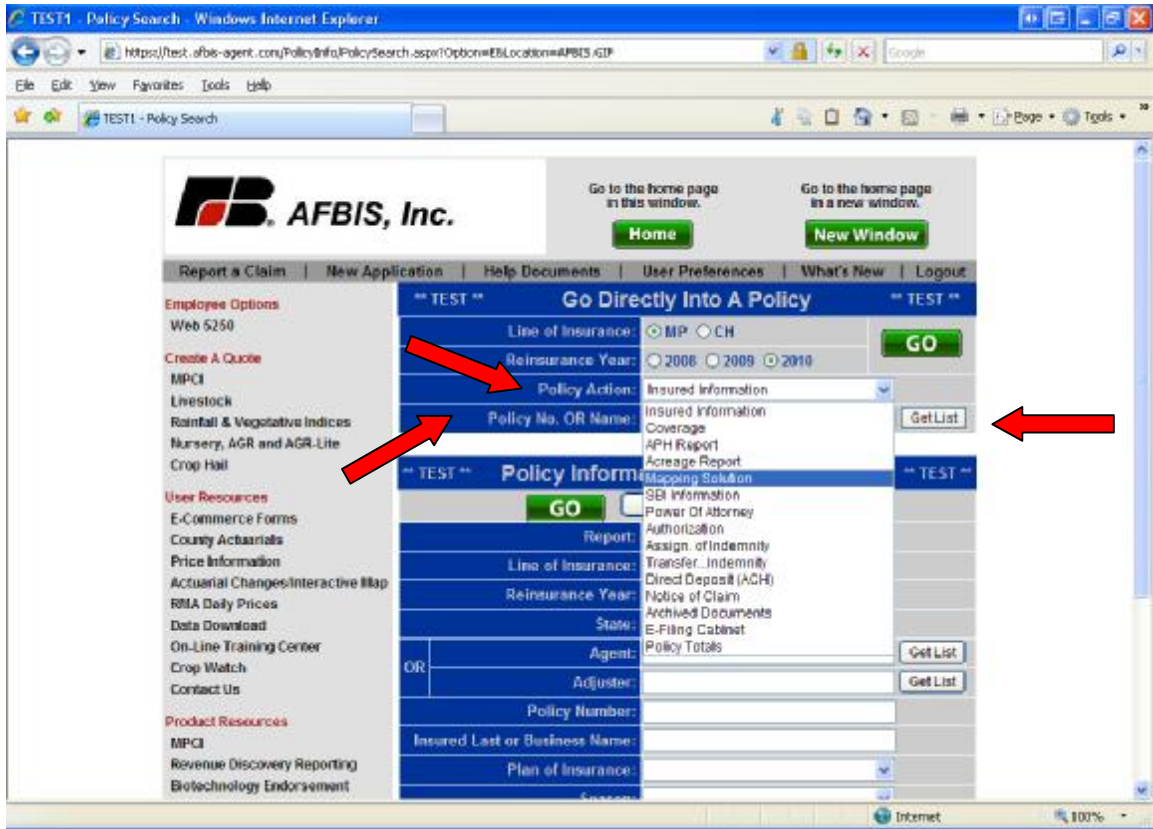 TEST1 - Policy Search - Windows Internet Explorer
https://test.afbis-agent.com/PolicyInfo/PolicySearch.aspx?Option=EBLocation=AFBIS.GIF
Google
File Edit View Favorites Tools Help
TEST1 - Policy Search
Page Tools
AFBIS, Inc.
Go to the home page in this window.
Home
Go to the home page in a new window.
New Window
Report a Claim | New Application | Help Documents | User Preferences | What's New | Logout
Employee Options
Web 5250
Create A Quote
MPCI
Livestock
Rainfall & Vegetative Indices
Nursery, AGR and AGR-Lite
Crop Hail
User Resources
E-Commerce Forms
County Actuarials
Price Information
Actuarial Changes/Interactive Map
RMA Daily Prices
Data Download
On-Line Training Center
Crop Watch
Contact Us
Product Resources
MPCI
Revenue Discovery Reporting
Biotechnology Endorsement
** TEST ** Go Directly Into A Policy ** TEST **
Line of Insurance: MP CH
GO
Reinsurance Year: 2008 2009 2010
Policy Action: Insured Information
Policy No. OR Name: Get List
Insured Information
Coverage
APH Report
Acreage Report
Mapping Solution
SBI Information
Power Of Attorney
Authorization
Assign. of Indemnity
Transfer...Indemnity
Direct Deposit (ACH)
Notice of Claim
Archived Documents
E-Filing Cabinet
Policy Totals
** TEST ** Policy Inform ** TEST **
GO
Report:
Line of Insurance:
Reinsurance Year:
State:
OR
Agent: Get List
Adjuster: Get List
Policy Number:
Insured Last or Business Name:
Plan of Insurance:
Season:
Internet 100%